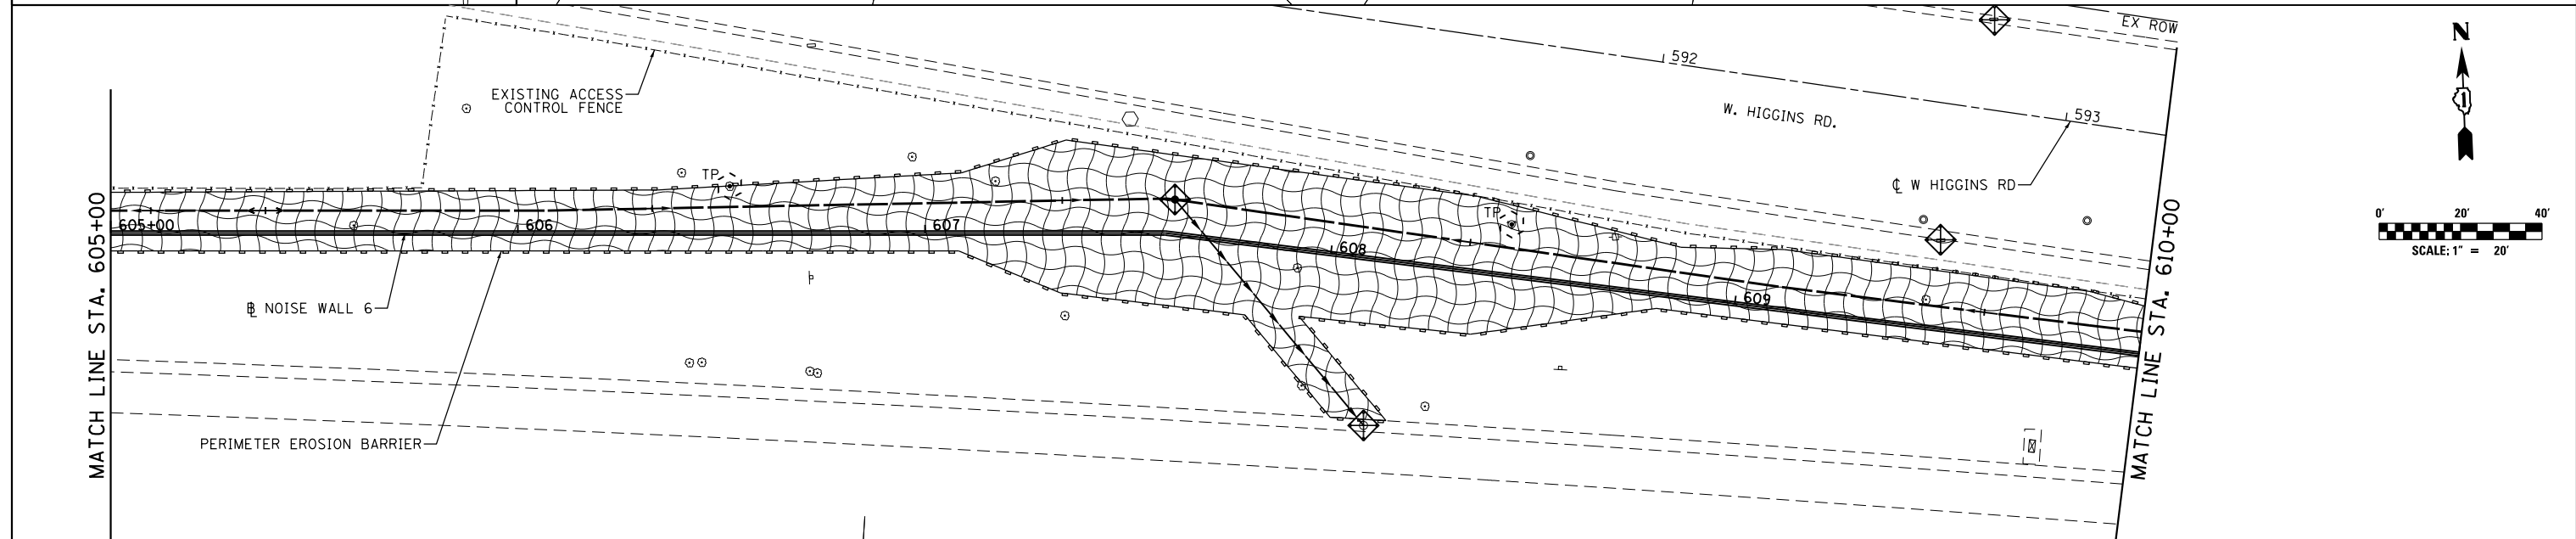 EX ROW
N
592
EXISTING ACCESS
CONTROL FENCE
W. HIGGINS RD.
593
TP
℄ W HIGGINS RD
TP
0' 20' 40'
SCALE: 1" = 20'
605+00
606
607
608
609
MATCH LINE STA. 605+00
MATCH LINE STA. 610+00
BL NOISE WALL 6
PERIMETER EROSION BARRIER